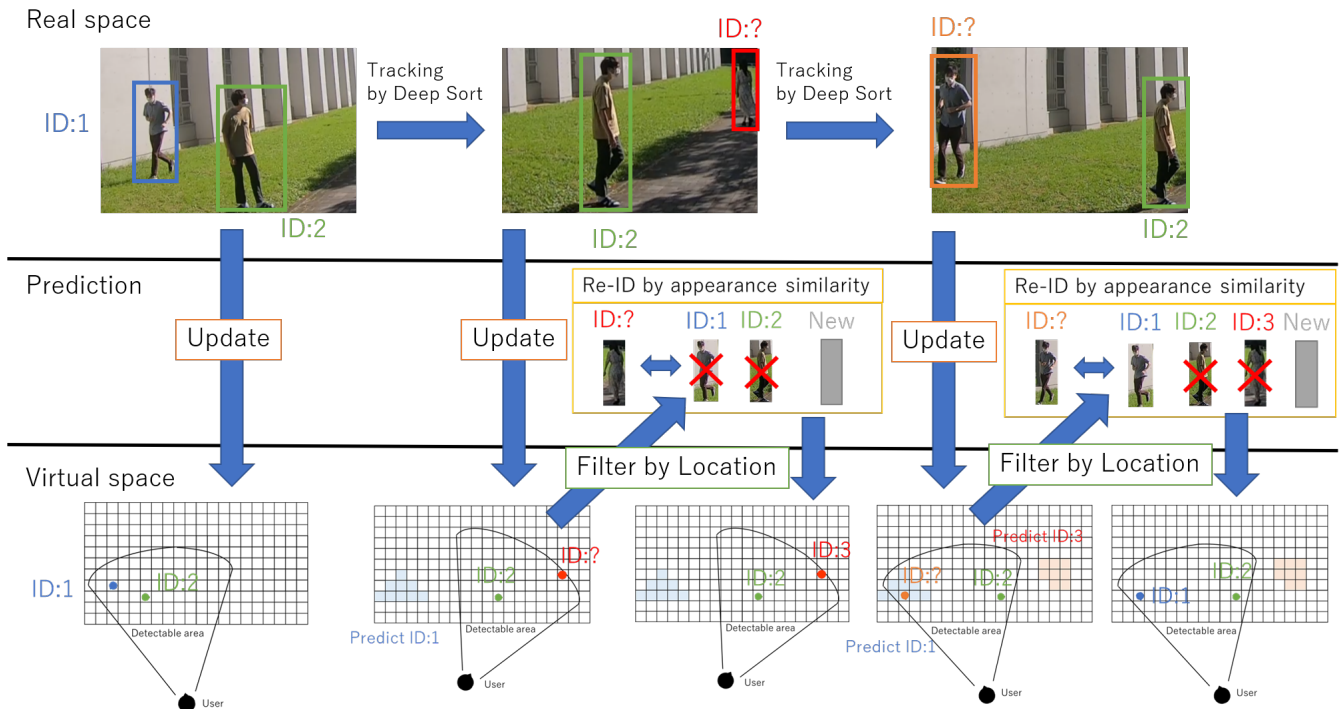 Real space
ID:1
ID:2
Tracking
by Deep Sort
ID:?
ID:2
Tracking
by Deep Sort
ID:?
ID:2
Prediction
Update
Update
Re-ID by appearance similarity
ID:?
ID:1
ID:2
New
Update
Re-ID by appearance similarity
ID:?
ID:1
ID:2
ID:3
New
Filter by Location
Filter by Location
Virtual space
ID:1
ID:2
Detectable area
User
ID:?
ID:2
Predict ID:1
Detectable area
User
ID:3
ID:2
Detectable area
User
Predict ID:3
ID:?
ID:2
Detectable area
Predict ID:1
User
ID:2
ID:1
Detectable area
User